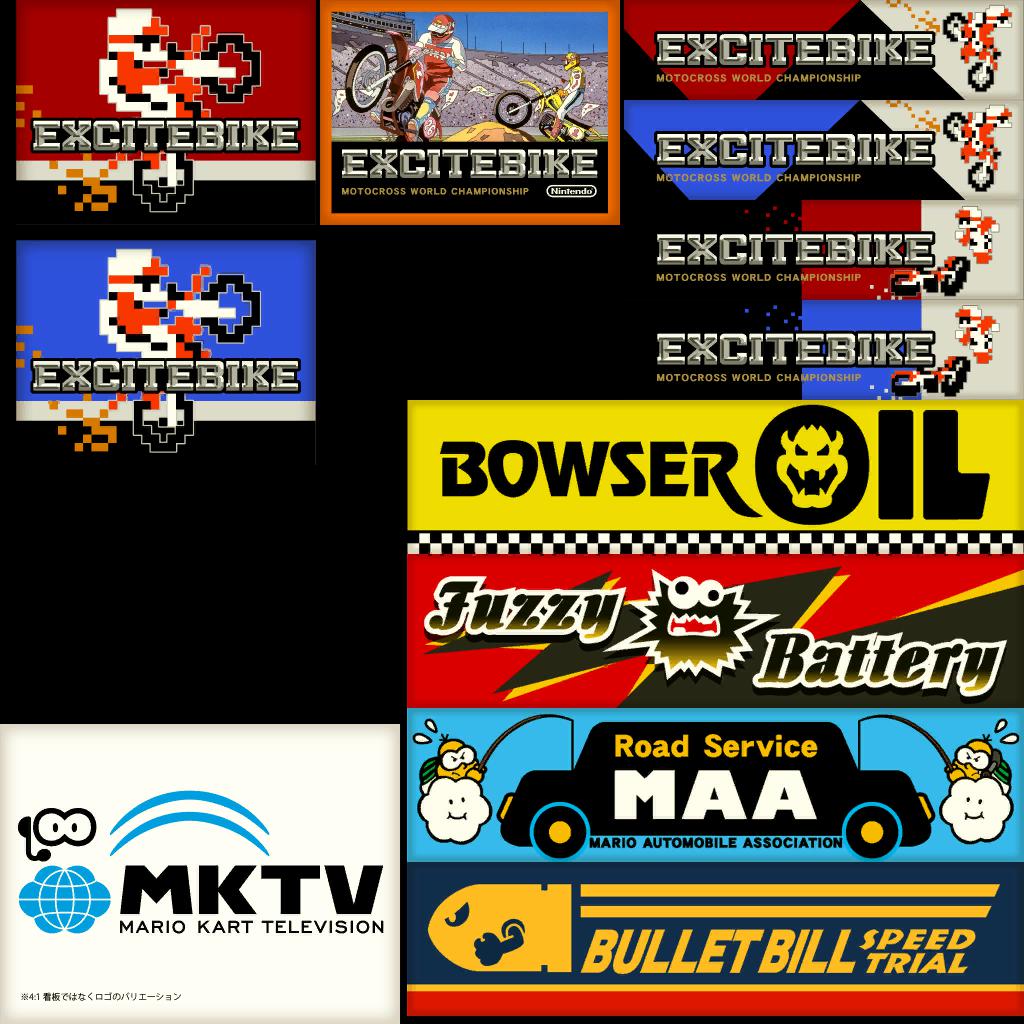 EXCITEBIKE
EXCITEBIKE
MOTOCROSS WORLD CHAMPIONSHIP
Nintendo
EXCITEBIKE
MOTOCROSS WORLD CHAMPIONSHIP
EXCITEBIKE
MOTOCROSS WORLD CHAMPIONSHIP
EXCITEBIKE
MOTOCROSS WORLD CHAMPIONSHIP
EXCITEBIKE
MOTOCROSS WORLD CHAMPIONSHIP
EXCITEBIKE
BOWSER OIL
Fuzzy
Battery
Road Service
MAA
MARIO AUTOMOBILE ASSOCIATION
MKTV
MARIO KART TELEVISION
※4:1 看板ではなくロゴのバリエーション
BULLET BILL SPEED
TRIAL